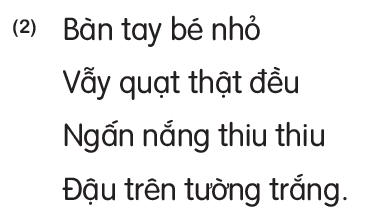 (2) Bàn tay bé nhỏ
Vẫy quạt thật đều
Ngấn nắng thiu thiu
Đậu trên tường trắng.